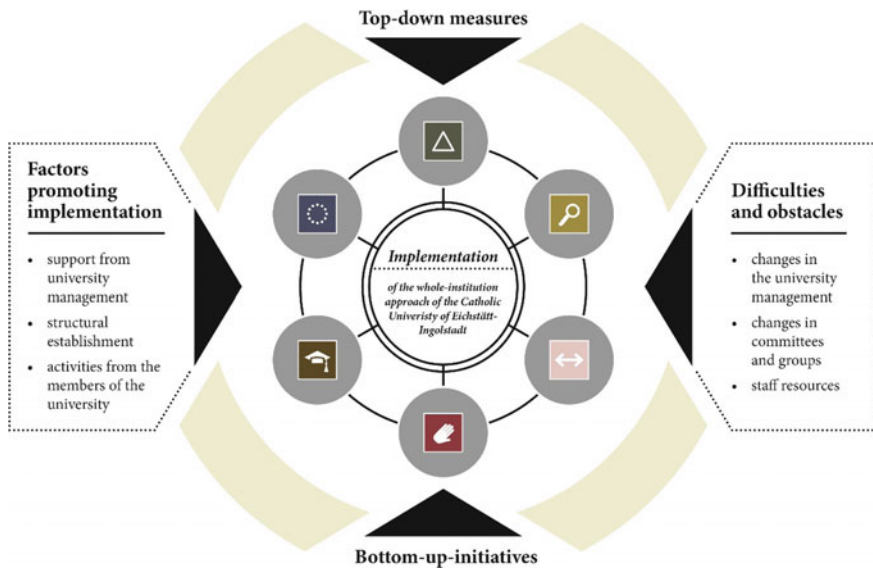 Top-down measures
Factors
promoting
implementation
• support from
university
management
• structural
establishment
• activities from the
members of the
university
Implementation
of the whole-institution
approach of the Catholic
Univeristy of Eichstätt-
Ingolstadt
Difficulties
and obstacles
• changes in
the university
management
• changes in
committees
and groups
• staff resources
Bottom-up-initiatives